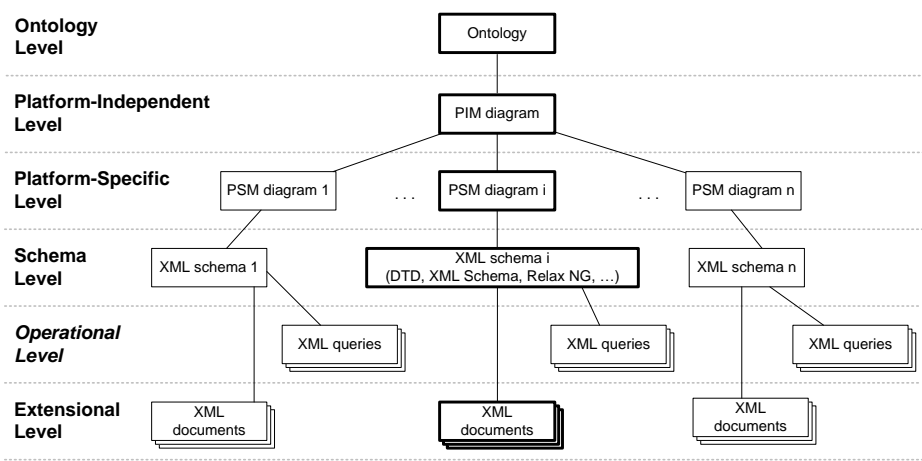 Ontology
Level
Ontology
Platform-Independent
Level
PIM diagram
Platform-Specific
Level
PSM diagram 1
. . .
PSM diagram i
. . .
PSM diagram n
Schema
Level
XML schema 1
XML schema i
(DTD, XML Schema, Relax NG, …)
XML schema n
Operational
Level
XML queries
XML queries
XML queries
Extensional
Level
XML
documents
XML
documents
XML
documents